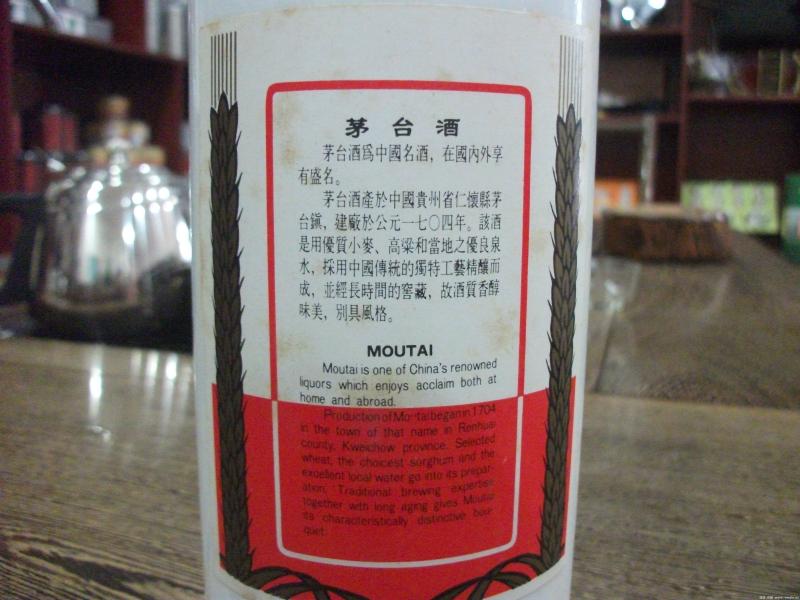 茅台酒
茅台酒爲中國名酒，在國内外享
有盛名。
茅台酒產於中國貴州省仁懷縣茅
台鎮，建廠於公元一七〇四年。該酒
是用優質小麥、高粱和當地之優良泉
水，採用中國傳統的獨特工藝精釀而
成，並經長時間的窖藏，故酒質香醇
味美，別具風格。
MOUTAI
Moutai is one of China's renowned
liquors which enjoys acclaim both at
home and abroad.
Production of Moutai began in 1704
in the town of that name in Renhuai
county, Kweichow province. Selected
wheat, the choicest sorghum and the
excellent local water go into its prepar-
ation. Traditional brewing expertise
together with long aging gives Moutai
its characteristically distinctive bou-
quet.